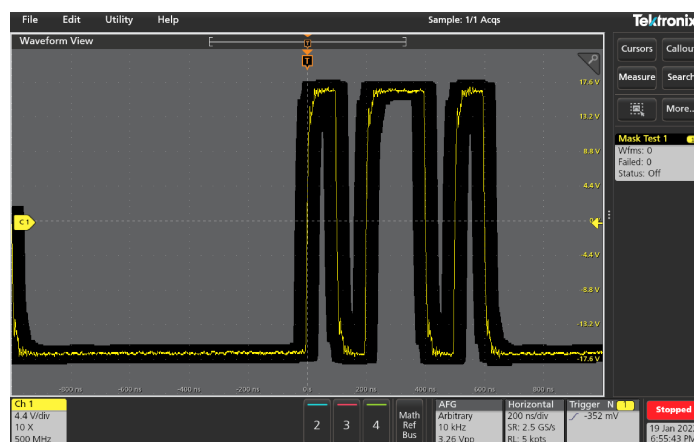 File Edit Utility Help Sample: 1/1 Acqs Tektronix
Waveform View
T
Cursors Callou
Measure Search
More...
Mask Test 1
Wfms: 0
Failed: 0
Status: Off
17.6 V
13.2 V
8.8 V
4.4 V
C 1
-4.4 V
-8.8 V
-13.2 V
-17.6 V
-800 ns -600 ns -400 ns -200 ns 0 s 200 ns 400 ns 600 ns 800 ns
Ch 1
4.4 V/div
10 X
500 MHz
2 3 4
Math
Ref
Bus
AFG
Arbitrary
10 kHz
3.26 Vpp
Horizontal
200 ns/div
SR: 2.5 GS/s
RL: 5 kpts
Trigger N 1
-352 mV
Stopped
19 Jan 202
6:55:43 PM